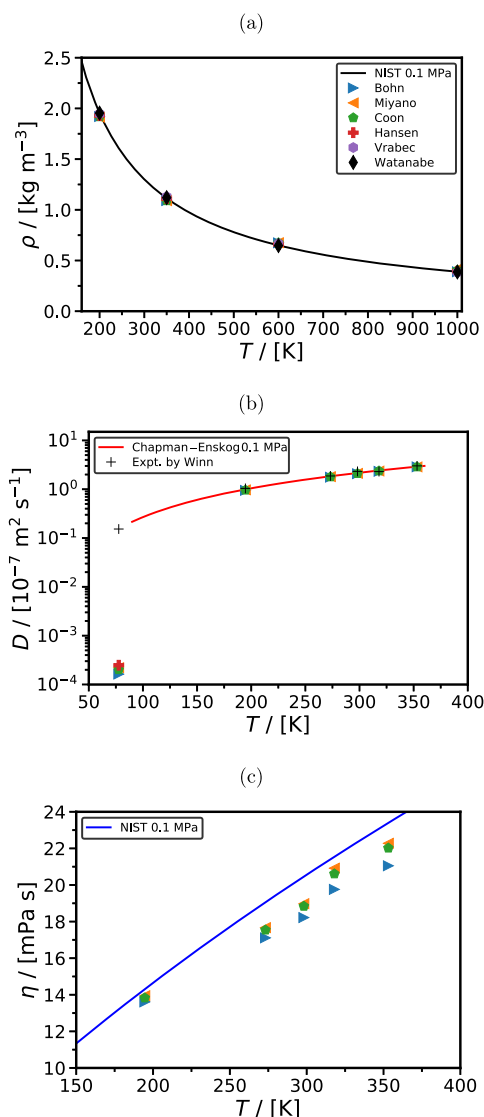 (a)
2.5
2.0
1.5
1.0
0.5
0.0
ρ / [kg m⁻³]
NIST 0.1 MPa
Bohn
Miyano
Coon
Hansen
Vrabec
Watanabe
200 300 400 500 600 700 800 900 1000
T / [K]
(b)
10¹
10⁰
10⁻¹
10⁻²
10⁻³
10⁻⁴
D / [10⁻⁷ m² s⁻¹]
Chapman−Enskog0.1 MPa
Expt. by Winn
50 100 150 200 250 300 350 400
T / [K]
(c)
24
22
20
18
16
14
12
10
η / [mPa s]
NIST 0.1 MPa
150 200 250 300 350 400
T / [K]